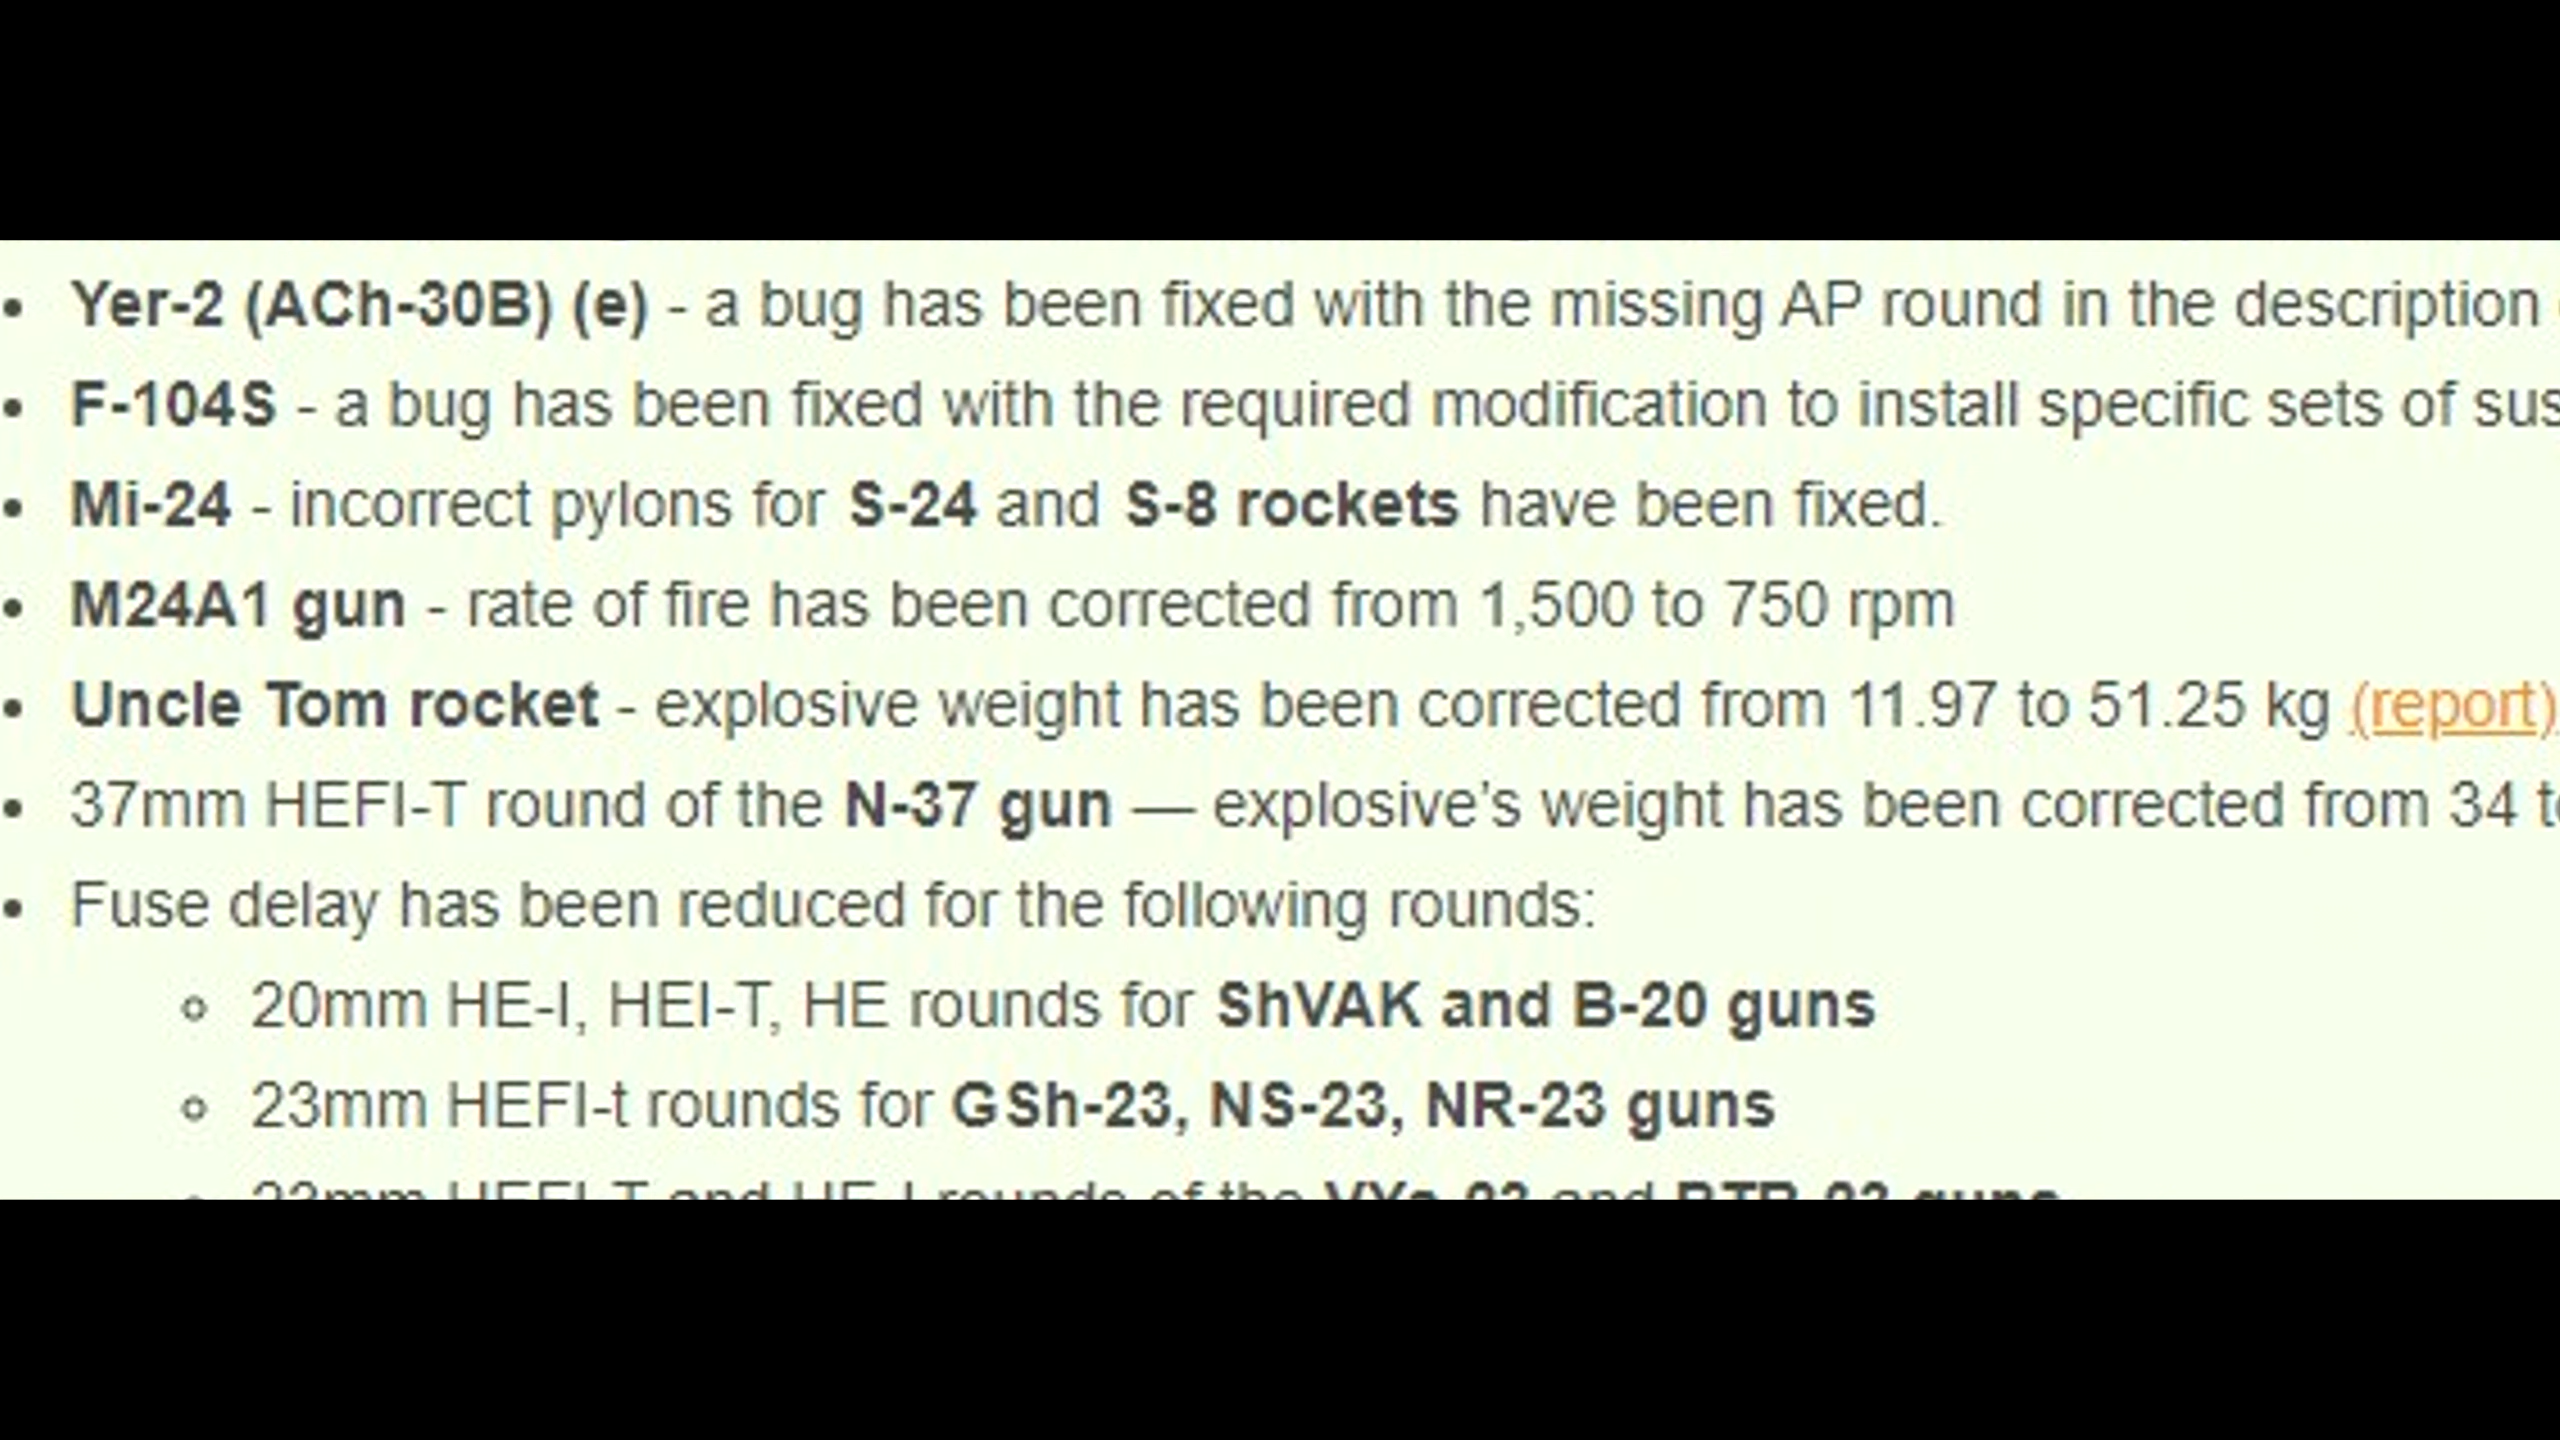 • Yer-2 (ACh-30B) (e) - a bug has been fixed with the missing AP round in the description
• F-104S - a bug has been fixed with the required modification to install specific sets of
• Mi-24 - incorrect pylons for S-24 and S-8 rockets have been fixed.
• M24A1 gun - rate of fire has been corrected from 1,500 to 750 rpm
• Uncle Tom rocket - explosive weight has been corrected from 11.97 to 51.25 kg (report)
• 37mm HEFI-T round of the N-37 gun — explosive’s weight has been corrected from 34
• Fuse delay has been reduced for the following rounds:
◦ 20mm HE-I, HEI-T, HE rounds for ShVAK and B-20 guns
◦ 23mm HEFI-t rounds for GSh-23, NS-23, NR-23 guns